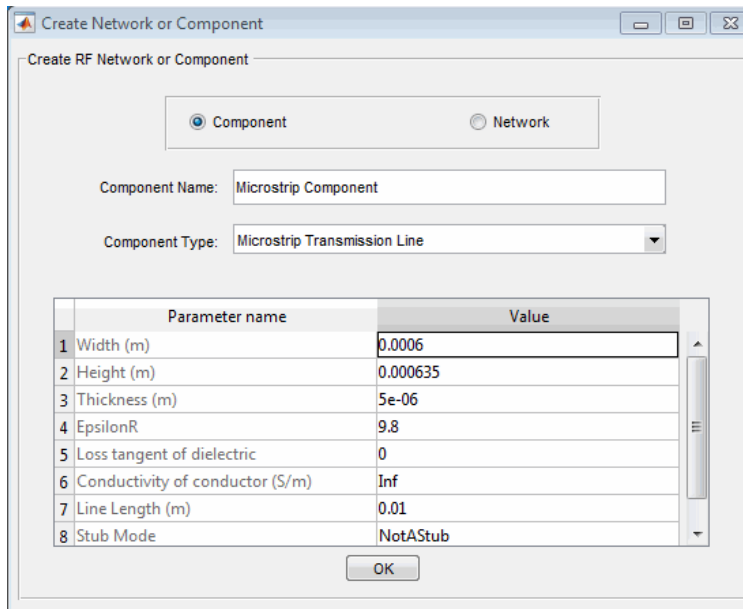 Create Network or Component
Create RF Network or Component
Component Network
Component Name: Microstrip Component
Component Type: Microstrip Transmission Line
Parameter name Value
1 Width (m) 0.0006
2 Height (m) 0.000635
3 Thickness (m) 5e-06
4 EpsilonR 9.8
5 Loss tangent of dielectric 0
6 Conductivity of conductor (S/m) Inf
7 Line Length (m) 0.01
8 Stub Mode NotAStub
OK